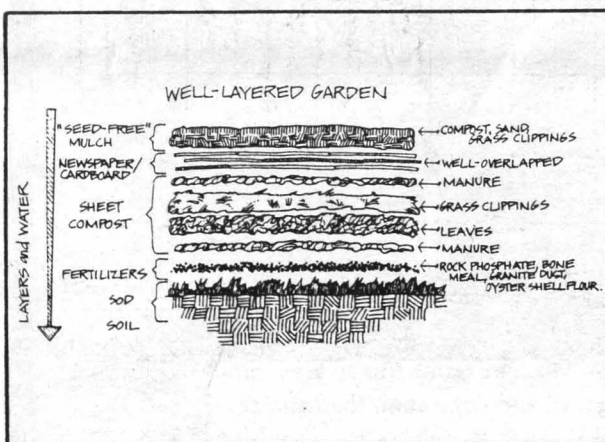 WELL-LAYERED GARDEN
"SEED-FREE"
MULCH
NEWSPAPER/
CARDBOARD/
SHEET
COMPOST
FERTILIZERS
SOD
SOIL
LAYERS and WATER
COMPOST, SAND,
GRASS CLIPPINGS
WELL-OVERLAPPED
MANURE
GRASS CLIPPINGS
LEAVES
MANURE
ROCK PHOSPHATE, BONE
MEAL, GRANITE DUST,
OYSTER SHELL FLOUR.